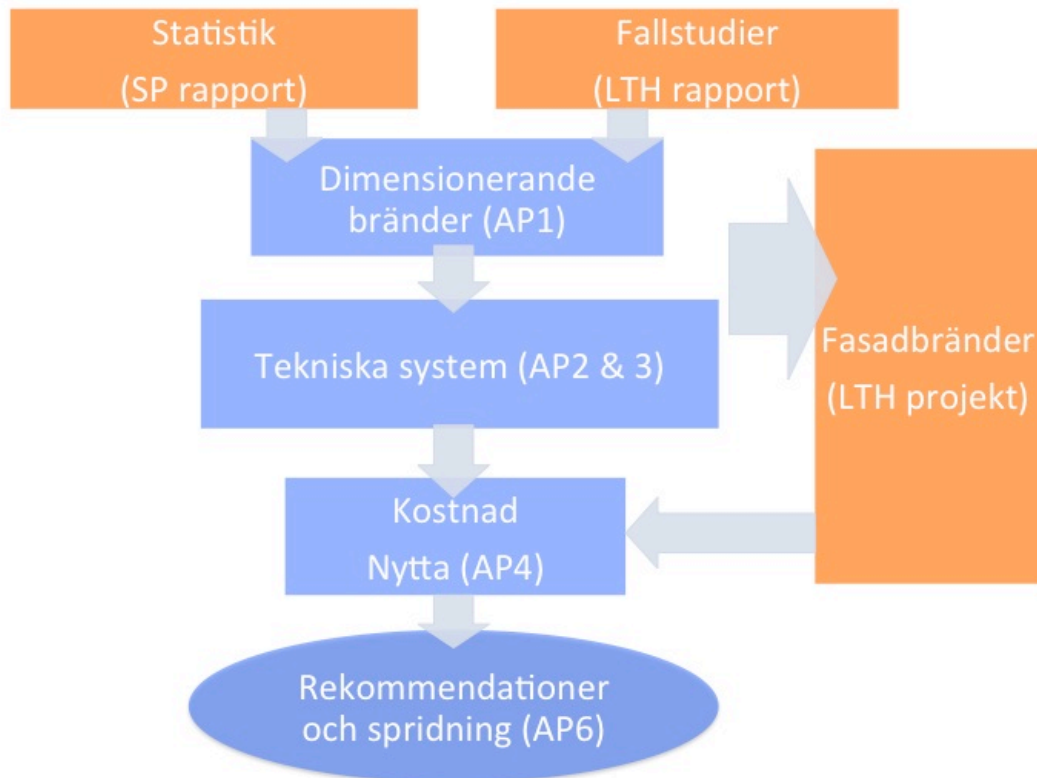 Statistik
(SP rapport)
Fallstudier
(LTH rapport)
Dimensionerande
bränder (AP1)
Tekniska system (AP2 & 3)
Fasadbränder
(LTH projekt)
Kostnad
Nytta (AP4)
Rekommendationer
och spridning (AP6)